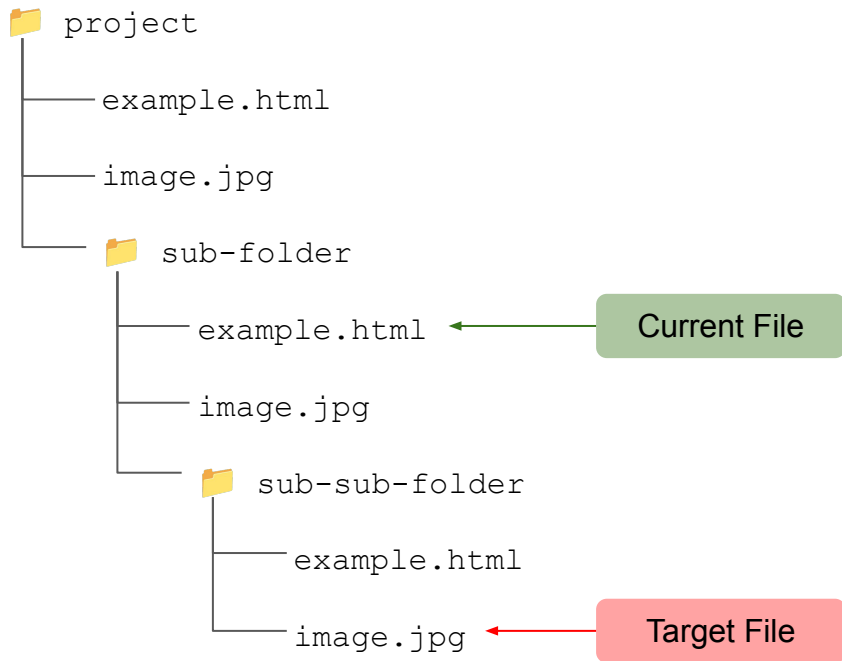 project
example.html
image.jpg
sub-folder
example.html
Current File
image.jpg
sub-sub-folder
example.html
image.jpg
Target File